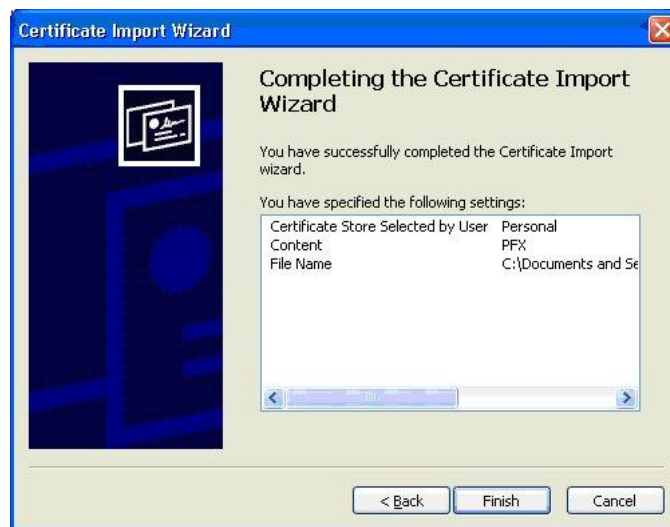 Certificate Import Wizard
Completing the Certificate Import
Wizard
You have successfully completed the Certificate Import
wizard.
You have specified the following settings:
Certificate Store Selected by User Personal
Content PFX
File Name C:\Documents and Se
< Back Finish Cancel